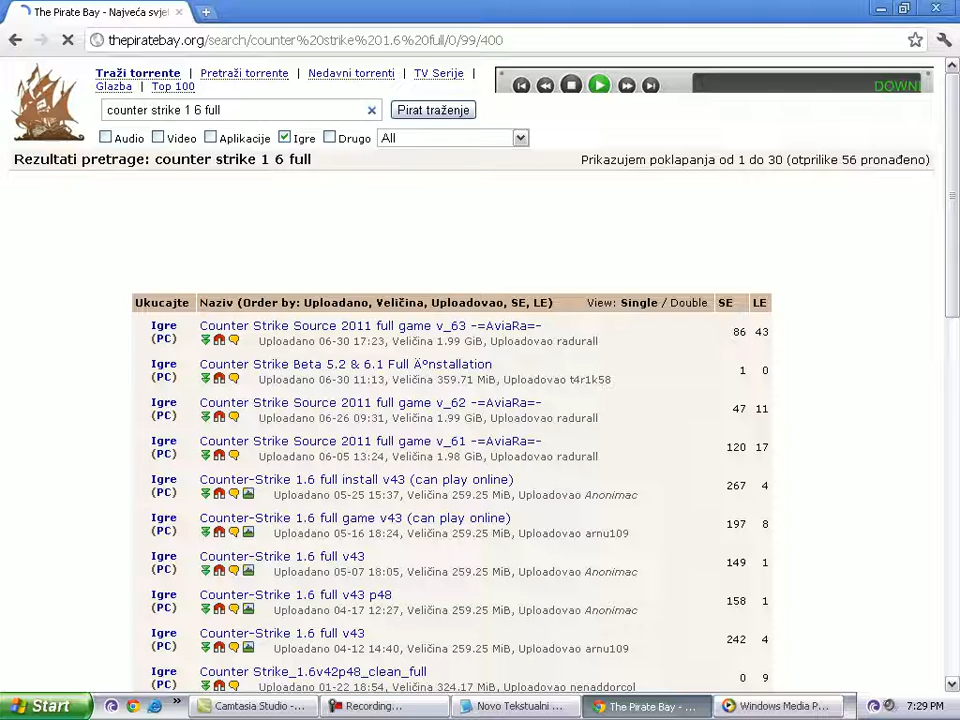 The Pirate Bay - Najveća svjet
thepiratebay.org/search/counter%20strike%201.6%20full/0/99/400
Traži torrente | Pretraži torrente | Nedavni torrenti | TV Serije |
Glazba | Top 100
DOWNL
counter strike 1 6 full
Pirat traženje
Audio Video Aplikacije Igre Drugo All
Rezultati pretrage: counter strike 1 6 full
Prikazujem poklapanja od 1 do 30 (otprilike 56 pronađeno)
Ukucajte Naziv (Order by: Uploadano, Veličina, Uploadovao, SE, LE) View: Single / Double SE LE
Igre Counter Strike Source 2011 full game v_63 -=AviaRa=-
(PC) Uploadano 06-30 17:23, Veličina 1.99 GiB, Uploadovao radurall 86 43
Igre Counter Strike Beta 5.2 & 6.1 Full Äºnstallation
(PC) Uploadano 06-30 11:13, Veličina 359.71 MiB, Uploadovao t4r1k58 1 0
Igre Counter Strike Source 2011 full game v_62 -=AviaRa=-
(PC) Uploadano 06-26 09:31, Veličina 1.99 GiB, Uploadovao radurall 47 11
Igre Counter Strike Source 2011 full game v_61 -=AviaRa=-
(PC) Uploadano 06-05 13:24, Veličina 1.98 GiB, Uploadovao radurall 120 17
Igre Counter-Strike 1.6 full install v43 (can play online)
(PC) Uploadano 05-25 15:37, Veličina 259.25 MiB, Uploadovao Anonimac 267 4
Igre Counter-Strike 1.6 full game v43 (can play online)
(PC) Uploadano 05-16 18:24, Veličina 259.25 MiB, Uploadovao arnu109 197 8
Igre Counter-Strike 1.6 full v43
(PC) Uploadano 05-07 18:05, Veličina 259.25 MiB, Uploadovao Anonimac 149 1
Igre Counter-Strike 1.6 full v43 p48
(PC) Uploadano 04-17 12:27, Veličina 259.25 MiB, Uploadovao Anonimac 158 1
Igre Counter-Strike 1.6 full v43
(PC) Uploadano 04-12 14:40, Veličina 259.25 MiB, Uploadovao arnu109 242 4
Igre Counter Strike_1.6v42p48_clean_full
(PC) Uploadano 01-22 18:54, Veličina 324.17 MiB, Uploadovao nenaddorcol 0 9
Start Camtasia Studio -... Recording... Novo Tekstualni ... The Pirate Bay - ... Windows Media P... 7:29 PM